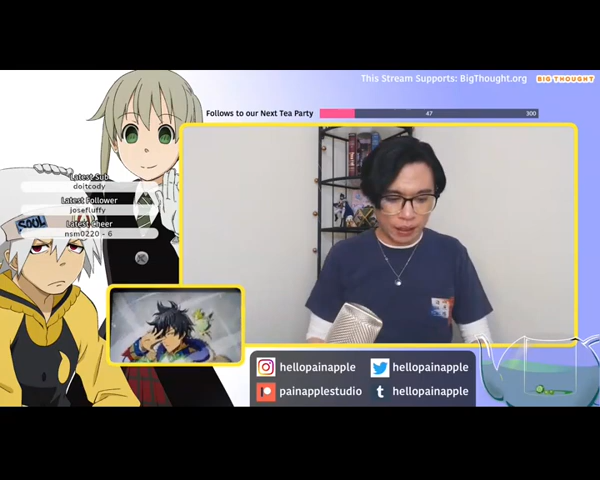 This Stream Supports: BigThought.org
BIG THOUGHT
Follows to our Next Tea Party
47
300
Latest Sub
doitcody
Latest Follower
josefluffy
Latest Cheer
nsm0220 - 6
SOUL
hellopainapple
hellopainapple
painapplestudio
hellopainapple